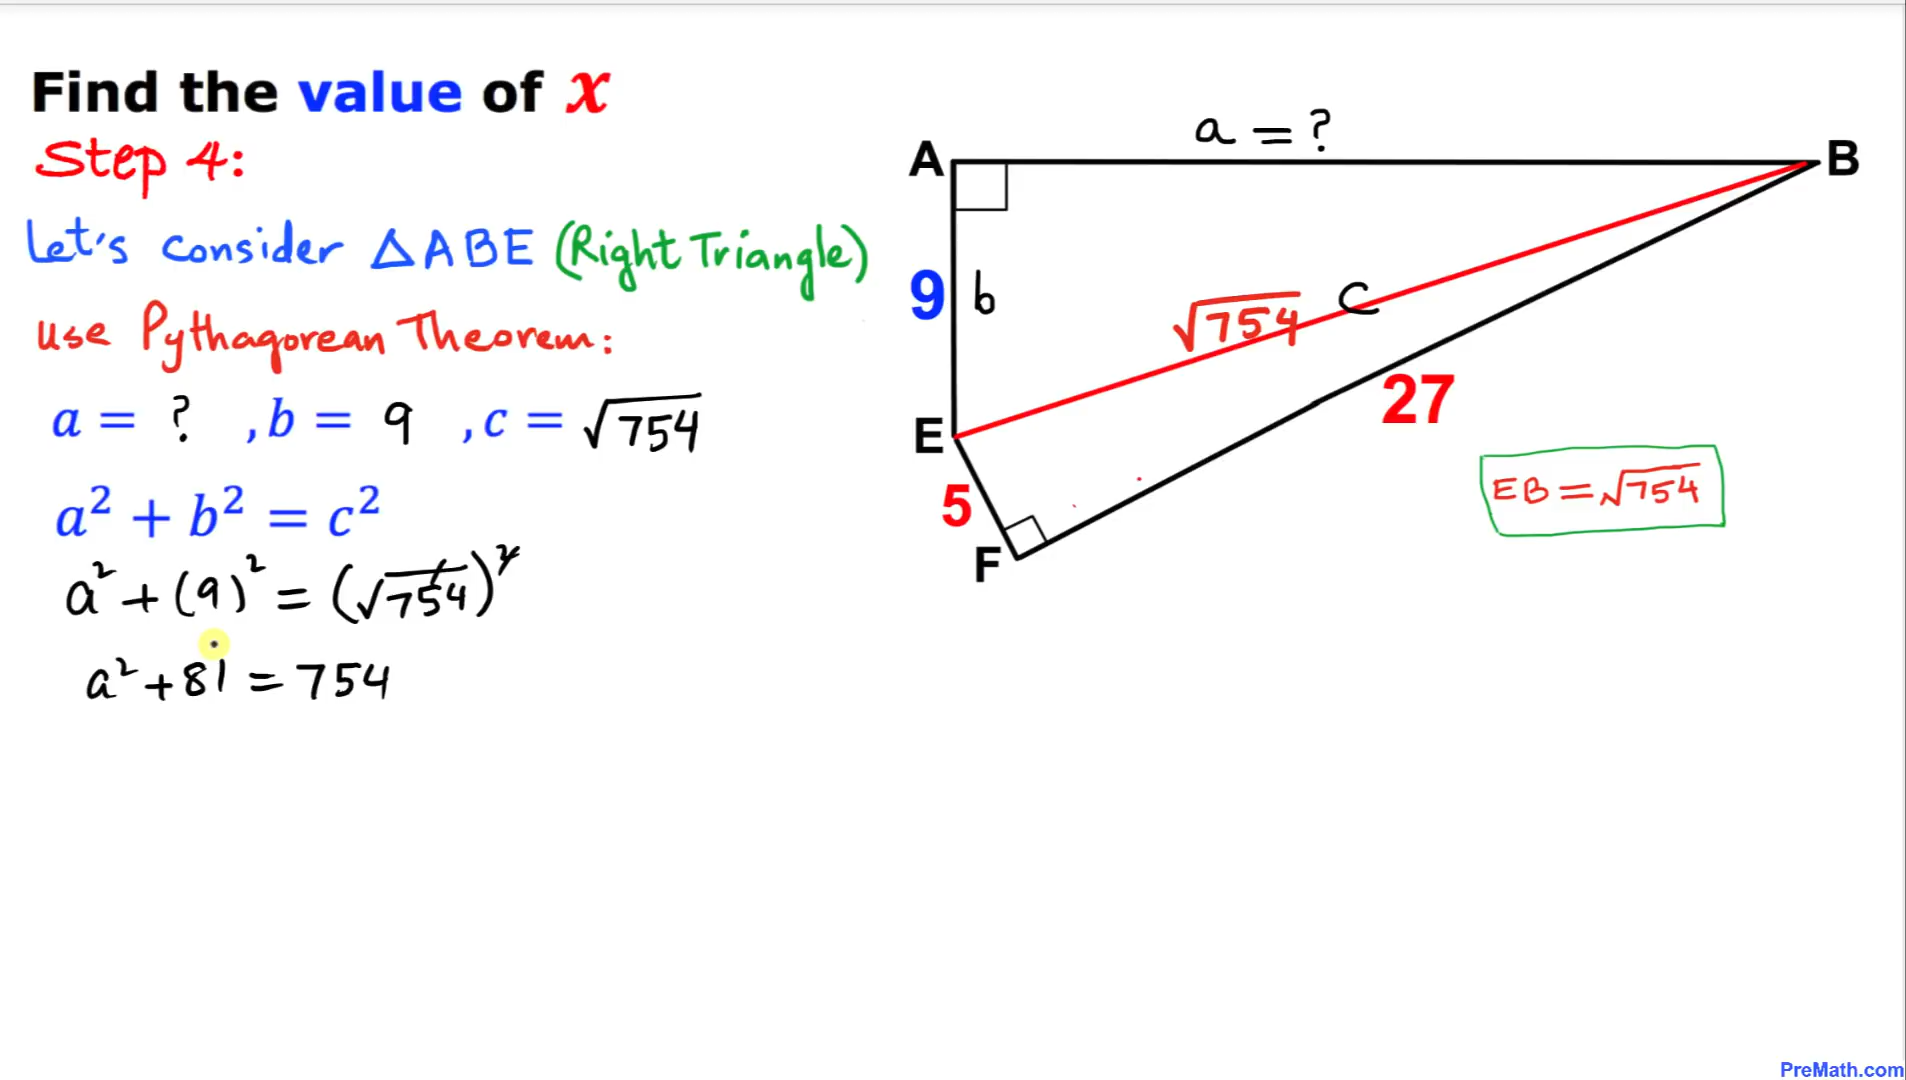 Find the value of x
Step 4:
Let's consider △ABE (Right Triangle)
use Pythagorean Theorem:
a = ? , b = 9 , c = √754
a² + b² = c²
a² + (9)² = (√754)²
a² + 81 = 754
a = ?
A
B
9
b
√754
C
27
E
5
F
EB = √754
PreMath.com